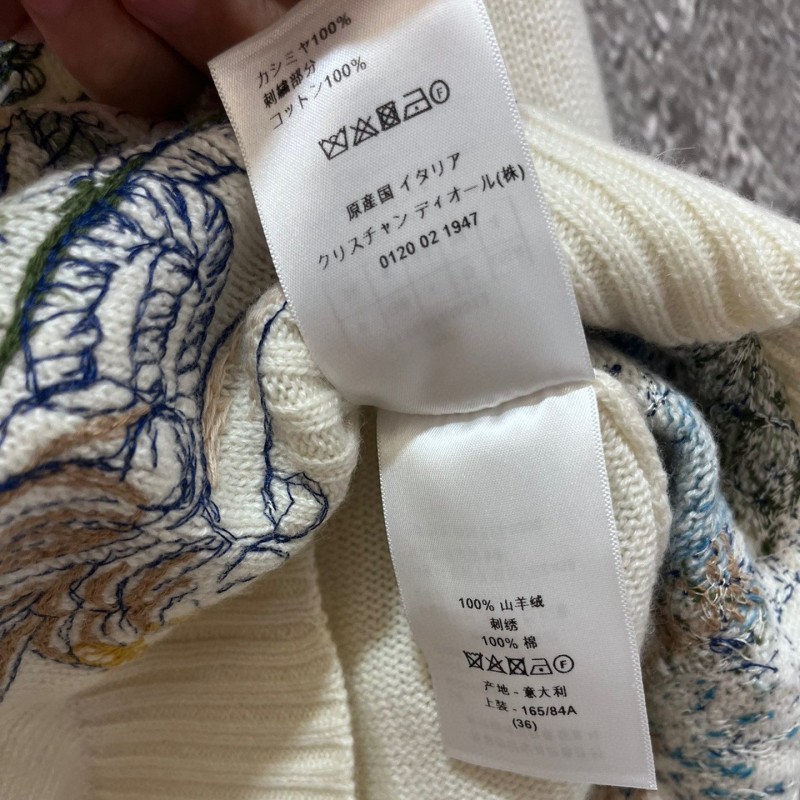 カシミヤ100%
刺繍部分
コットン100%
F
原産国 イタリア
クリスチャン ディオール(株)
0120 02 1947
100% 山羊绒
刺绣
100% 棉
F
产地 - 意大利
上装 - 165/84A
(36)